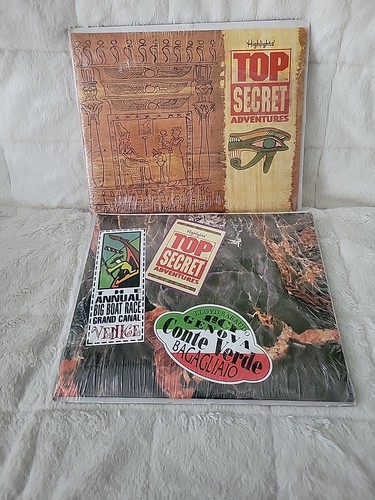 Highlights®
TOP
SECRET
ADVENTURES
Highlights®
TOP
SECRET
ADVENTURES
THE
ANNUAL
BIG BOAT RACE
GRAND CANAL
VENICE
GENOVA
Conte Verde
BAGAGLIAIO